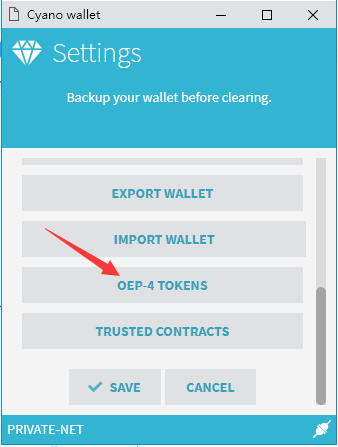 Cyano wallet
Settings
Backup your wallet before clearing.
EXPORT WALLET
IMPORT WALLET
OEP-4 TOKENS
TRUSTED CONTRACTS
SAVE
CANCEL
PRIVATE-NET